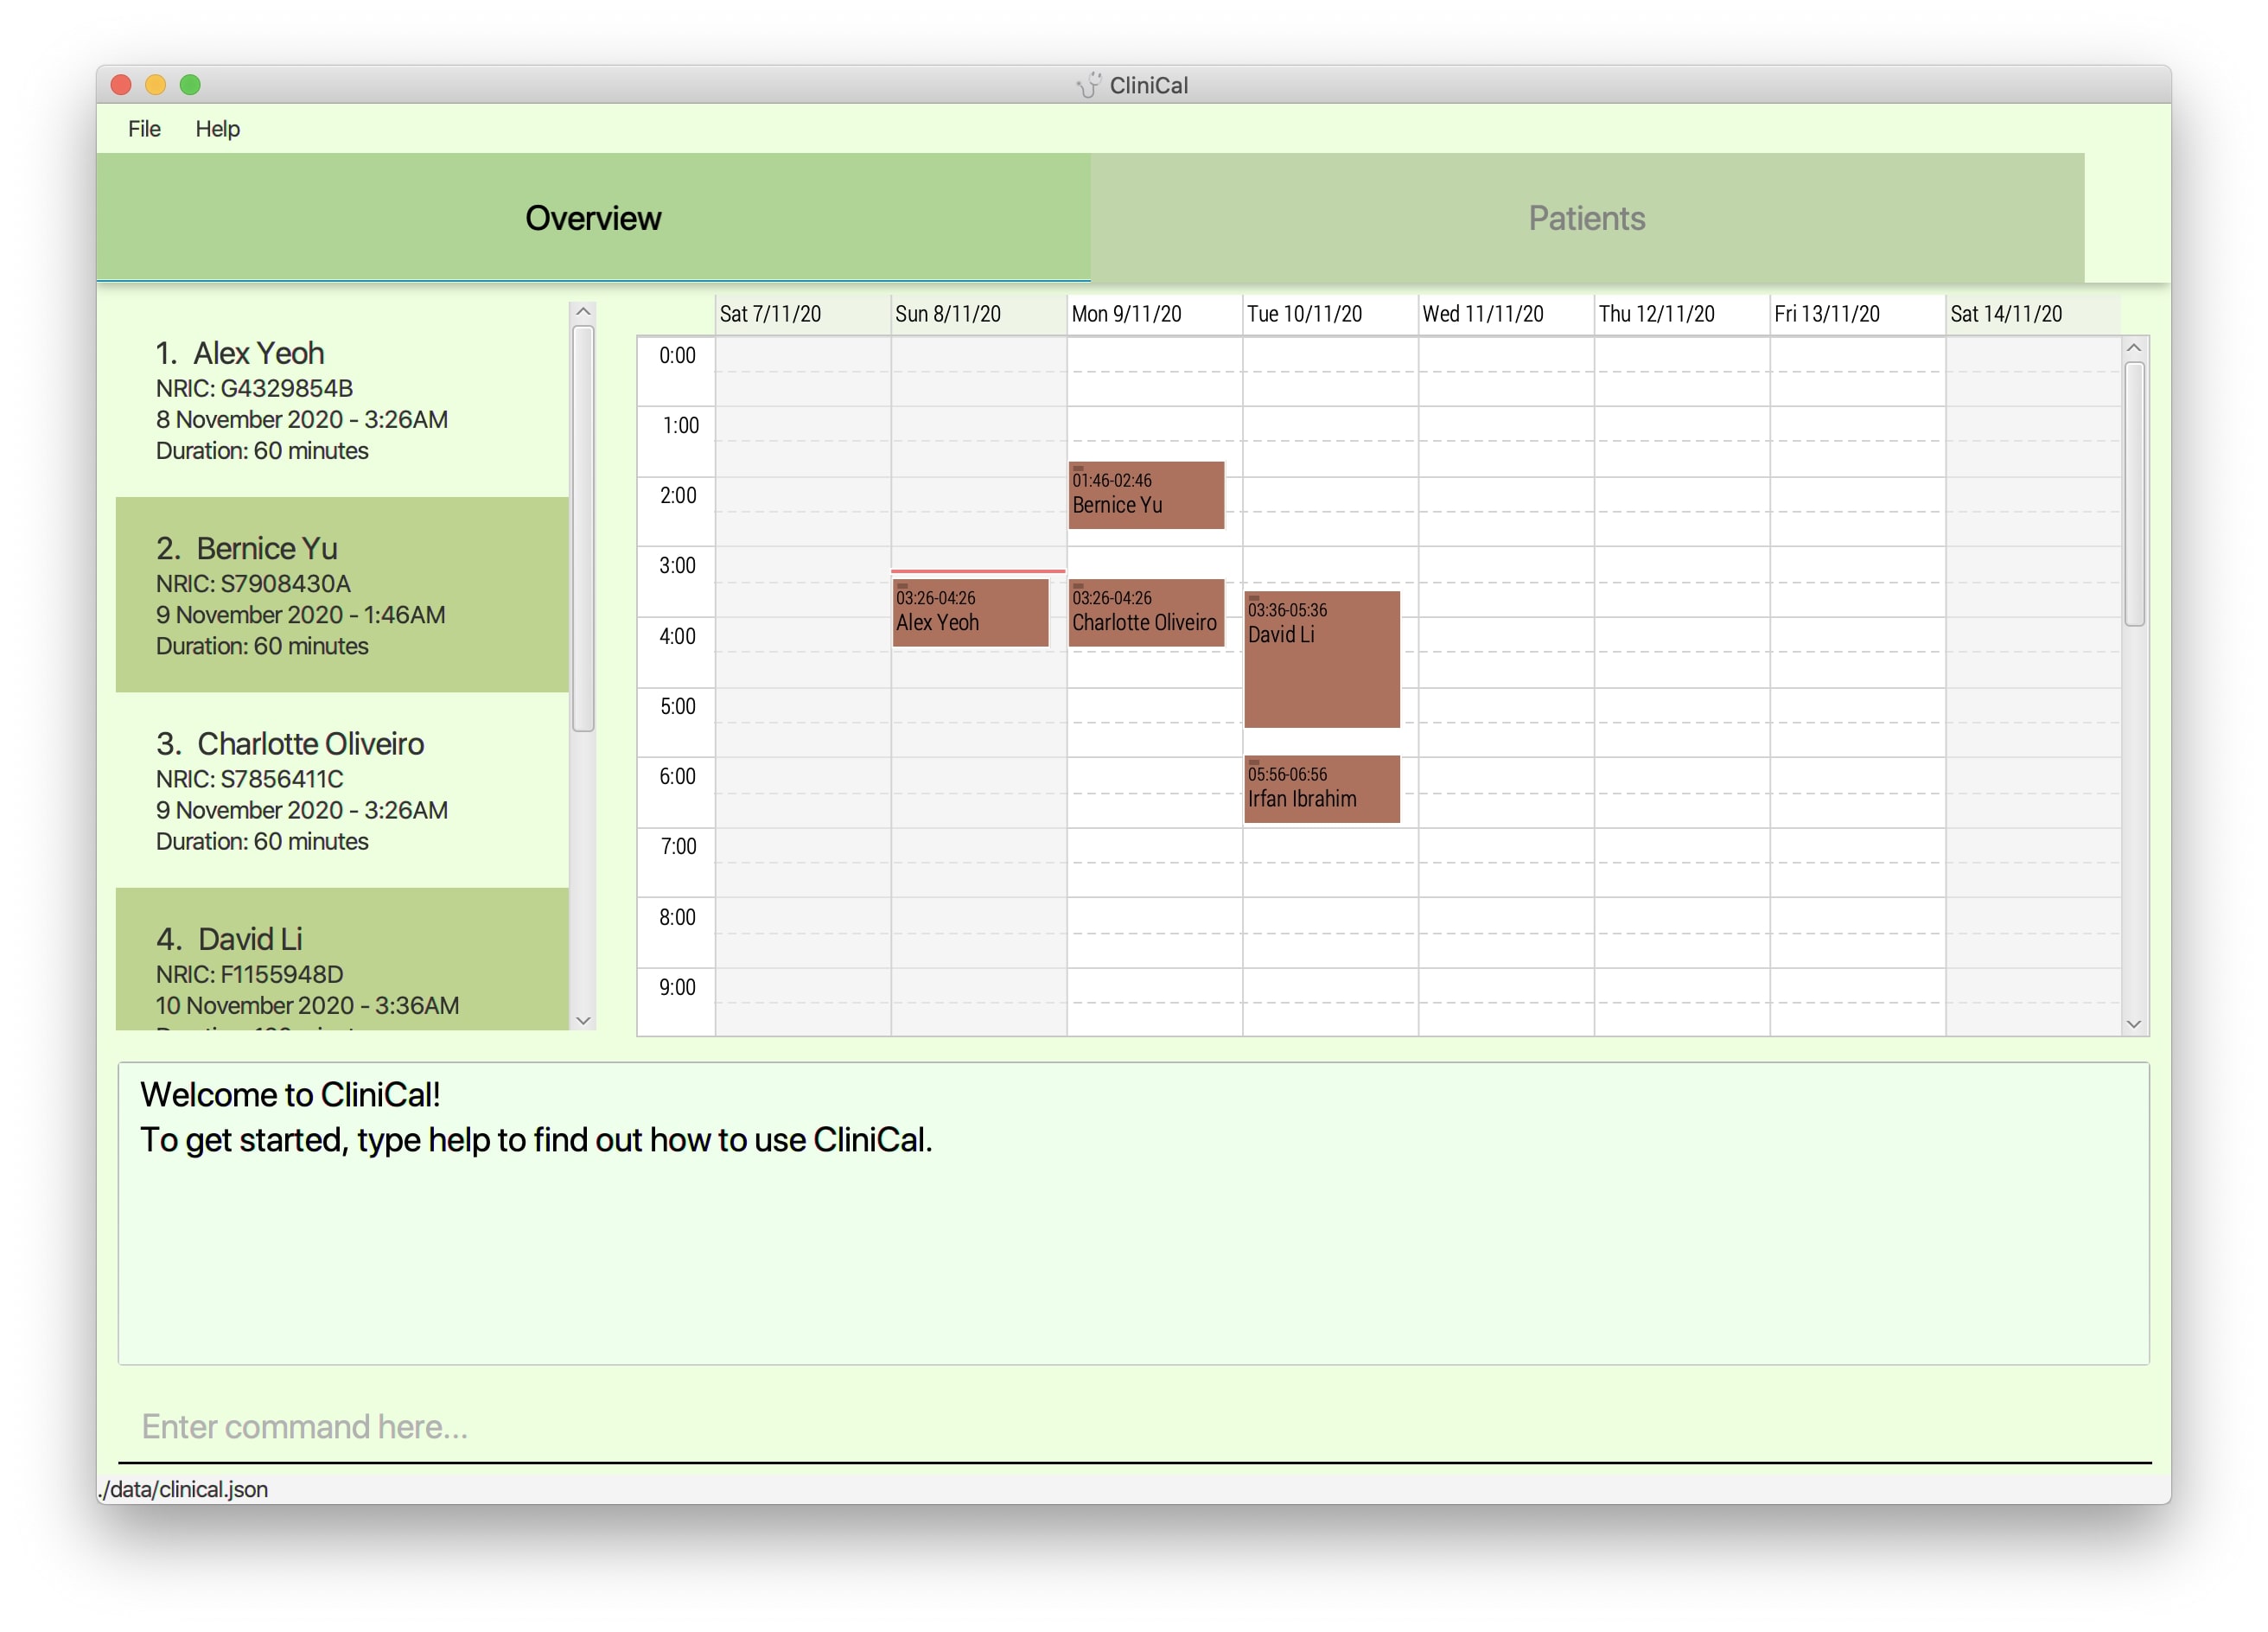 CliniCal
File Help
Overview Patients
1. Alex Yeoh
NRIC: G4329854B
8 November 2020 - 3:26AM
Duration: 60 minutes
2. Bernice Yu
NRIC: S7908430A
9 November 2020 - 1:46AM
Duration: 60 minutes
3. Charlotte Oliveiro
NRIC: S7856411C
9 November 2020 - 3:26AM
Duration: 60 minutes
4. David Li
NRIC: F1155948D
10 November 2020 - 3:36AM
Sat 7/11/20 Sun 8/11/20 Mon 9/11/20 Tue 10/11/20 Wed 11/11/20 Thu 12/11/20 Fri 13/11/20 Sat 14/11/20
0:00
1:00
2:00
3:00
4:00
5:00
6:00
7:00
8:00
9:00
01:46-02:46
Bernice Yu
03:26-04:26
Alex Yeoh
03:26-04:26
Charlotte Oliveiro
03:36-05:36
David Li
05:56-06:56
Irfan Ibrahim
Welcome to CliniCal!
To get started, type help to find out how to use CliniCal.
Enter command here...
./data/clinical.json